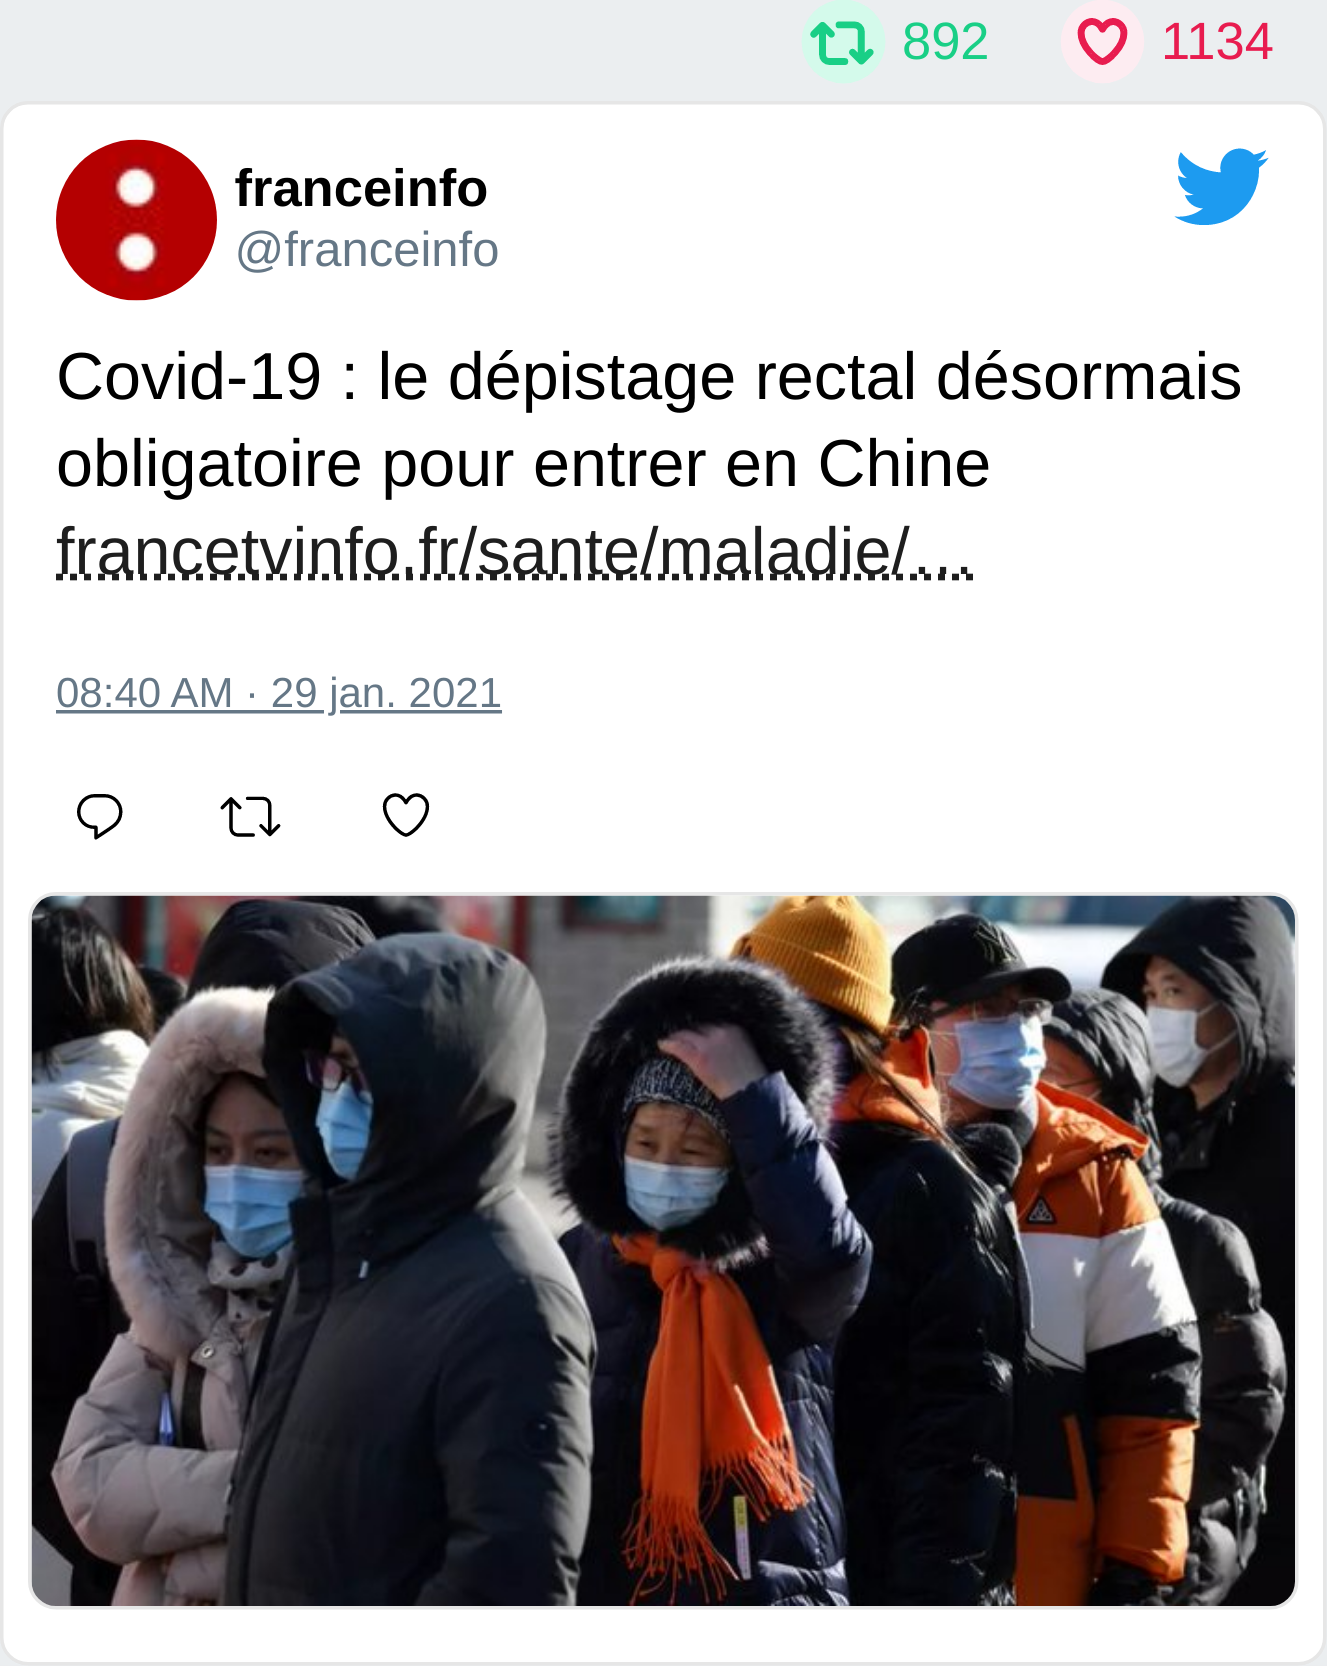 892 1134
franceinfo
@franceinfo
Covid-19 : le dépistage rectal désormais
obligatoire pour entrer en Chine
francetvinfo.fr/sante/maladie/...
08:40 AM · 29 jan. 2021